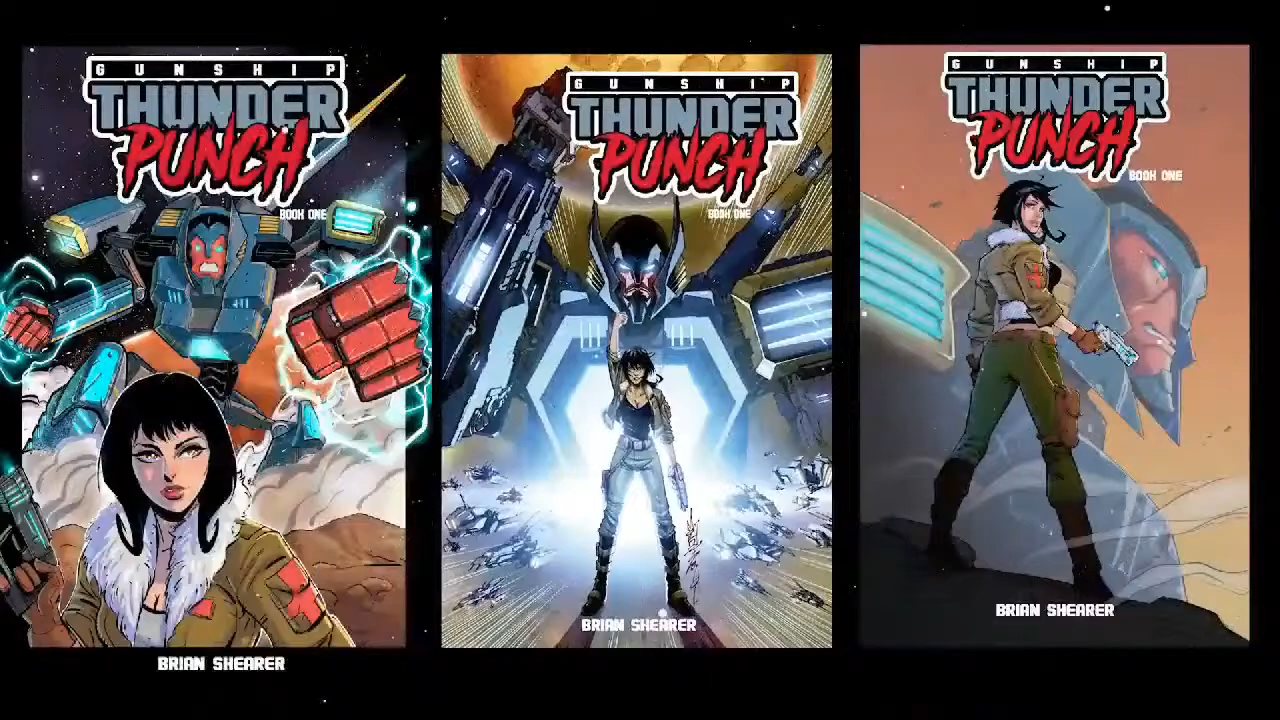 GUNSHIP
THUNDER
PUNCH
BOOK ONE
BRIAN SHEARER
GUNSHIP
THUNDER
PUNCH
BOOK ONE
BRIAN SHEARER
GUNSHIP
THUNDER
PUNCH
BOOK ONE
BRIAN SHEARER